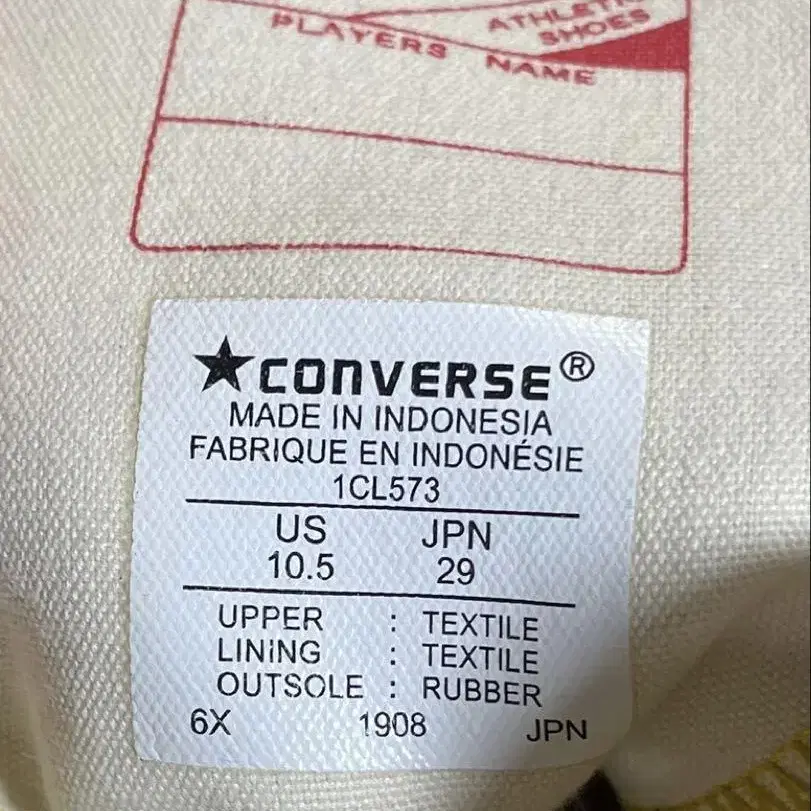 ATHLETIC
SHOES
PLAYERS NAME
★CONVERSE®
MADE IN INDONESIA
FABRIQUE EN INDONÉSIE
1CL573
US JPN
10.5 29
UPPER : TEXTILE
LINING : TEXTILE
OUTSOLE : RUBBER
6X 1908 JPN